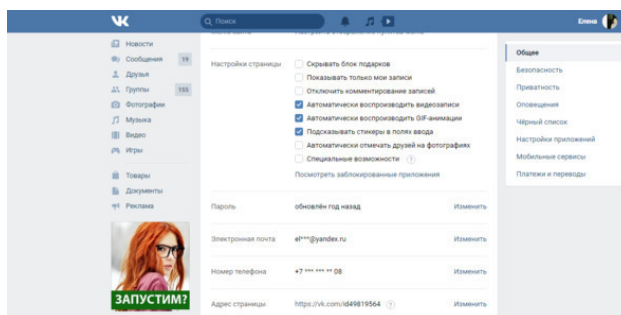 Поиск
Елена
Новости
Сообщения 19
Друзья
Группы 155
Фотографии
Музыка
Видео
Игры
Товары
Документы
Реклама
ЗАПУСТИМ?
Настройки страницы
Скрывать блок подарков
Показывать только мои записи
Отключить комментирование записей
Автоматически воспроизводить видеозаписи
Автоматически воспроизводить GIF-анимации
Подсказывать стикеры в полях ввода
Автоматически отмечать друзей на фотографиях
Специальные возможности ?
Посмотреть заблокированные приложения
Пароль обновлён год назад Изменить
Электронная почта el***@yandex.ru Изменить
Номер телефона +7 *** *** ** 08 Изменить
Адрес страницы https://vk.com/id49819564 ? Изменить
Общее
Безопасность
Приватность
Оповещения
Чёрный список
Настройки приложений
Мобильные сервисы
Платежи и переводы